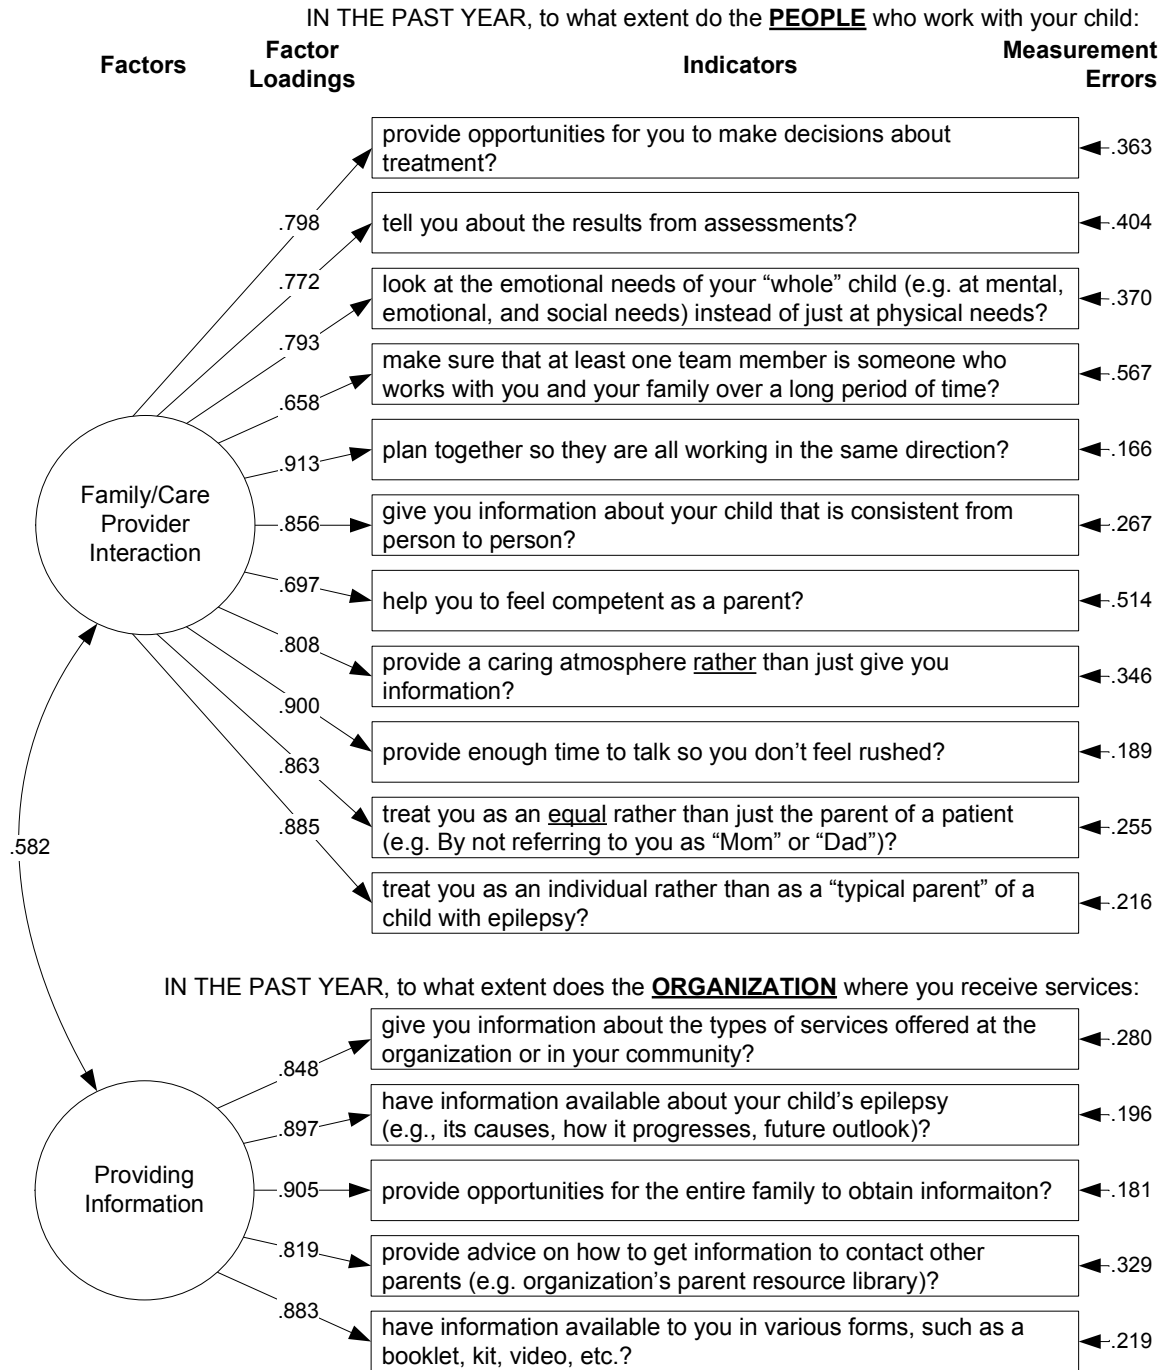 IN THE PAST YEAR, to what extent do the PEOPLE who work with your child:
Factors
Factor
Loadings
Indicators
Measurement
Errors
provide opportunities for you to make decisions about
treatment?
.363
.798
tell you about the results from assessments?
.404
.772
look at the emotional needs of your “whole” child (e.g. at mental,
emotional, and social needs) instead of just at physical needs?
.370
.793
make sure that at least one team member is someone who
works with you and your family over a long period of time?
.567
.658
plan together so they are all working in the same direction?
.166
.913
Family/Care
Provider
Interaction
give you information about your child that is consistent from
person to person?
.267
.856
help you to feel competent as a parent?
.514
.697
provide a caring atmosphere rather than just give you
information?
.346
.808
provide enough time to talk so you don’t feel rushed?
.189
.900
treat you as an equal rather than just the parent of a patient
(e.g. By not referring to you as “Mom” or “Dad”)?
.255
.863
treat you as an individual rather than as a “typical parent” of a
child with epilepsy?
.216
.885
.582
IN THE PAST YEAR, to what extent does the ORGANIZATION where you receive services:
give you information about the types of services offered at the
organization or in your community?
.280
.848
have information available about your child’s epilepsy
(e.g., its causes, how it progresses, future outlook)?
.196
.897
Providing
Information
provide opportunities for the entire family to obtain informaiton?
.181
.905
provide advice on how to get information to contact other
parents (e.g. organization’s parent resource library)?
.329
.819
have information available to you in various forms, such as a
booklet, kit, video, etc.?
.219
.883